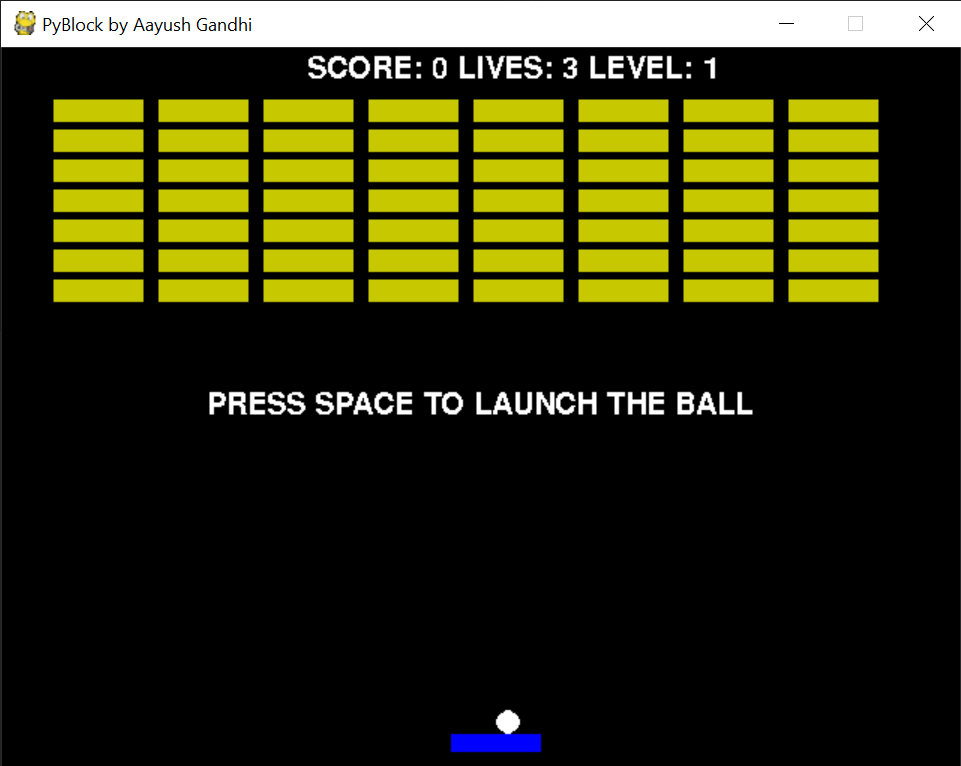 PyBlock by Aayush Gandhi
SCORE: 0 LIVES: 3 LEVEL: 1
PRESS SPACE TO LAUNCH THE BALL